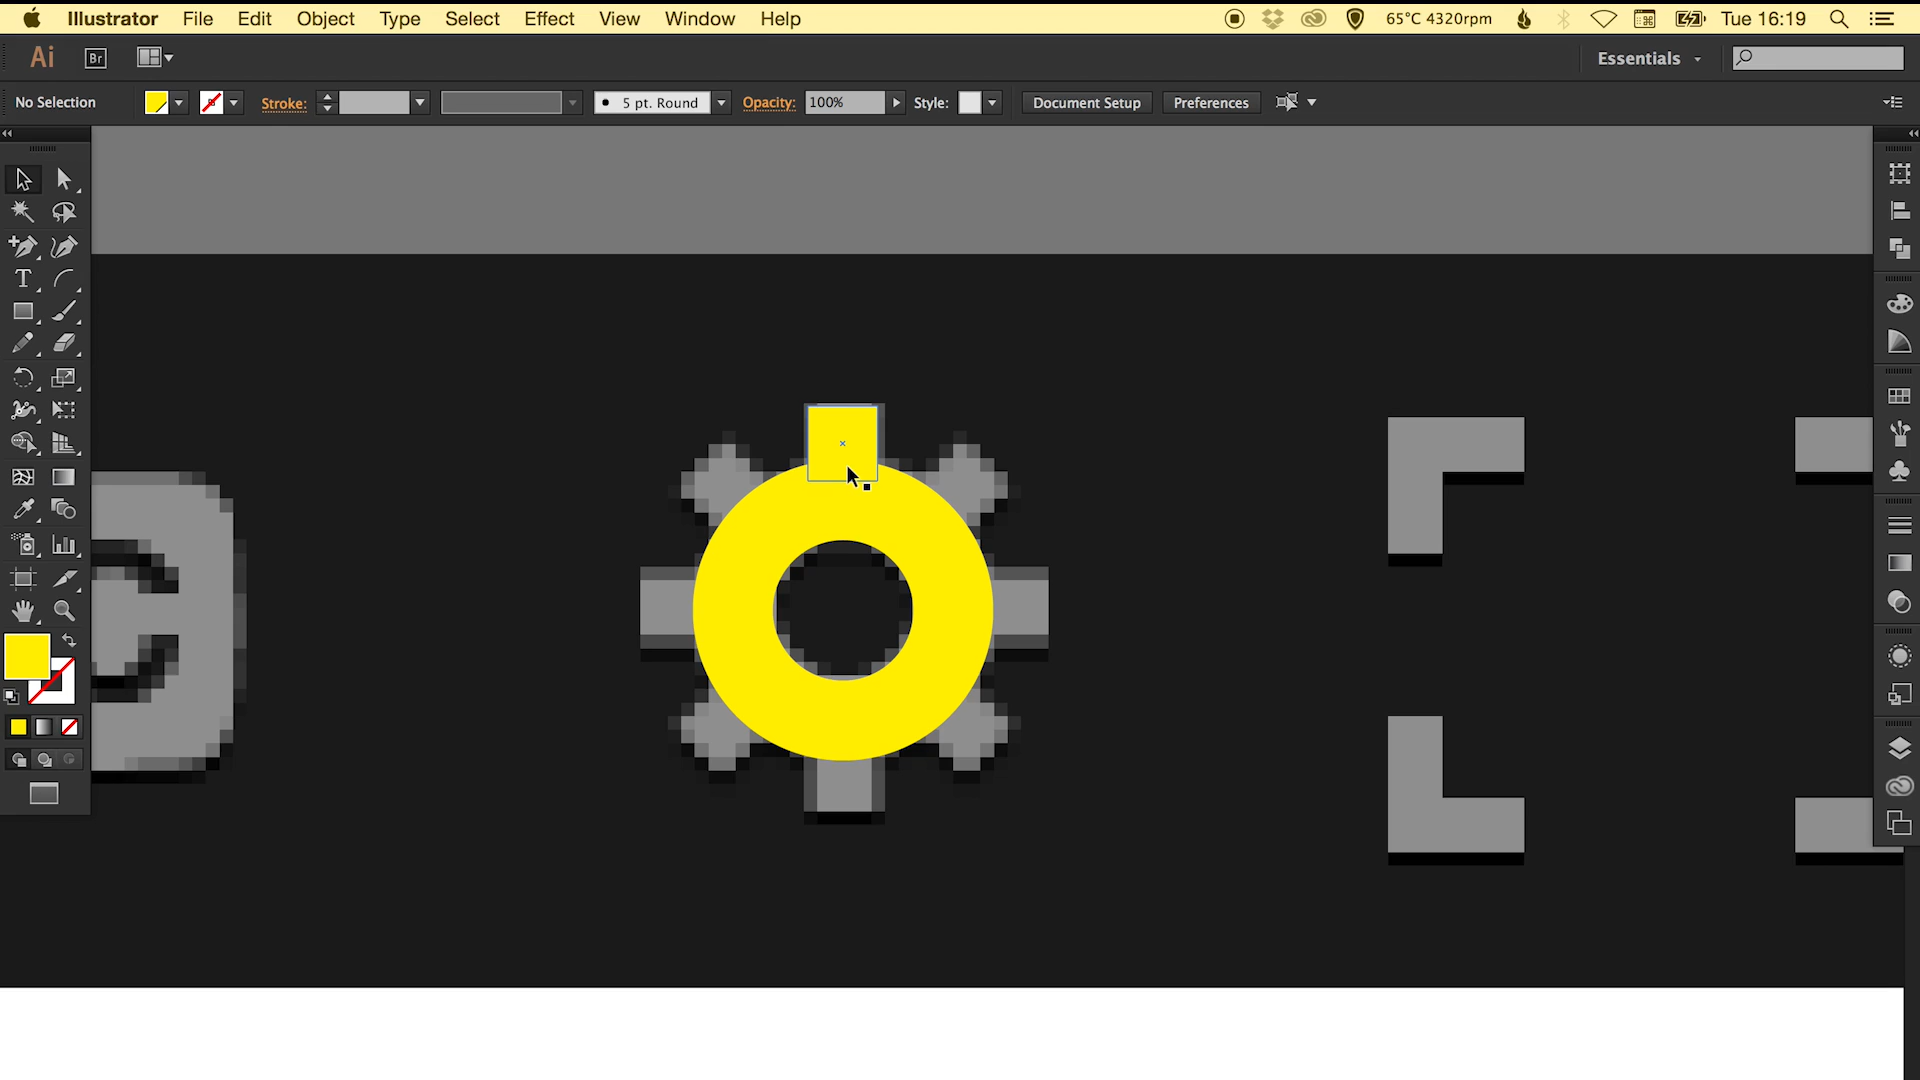 Illustrator File Edit Object Type Select Effect View Window Help 65°C 4320rpm Tue 16:19
Ai Br Essentials
No Selection Stroke: 5 pt. Round Opacity: 100% Style: Document Setup Preferences
T